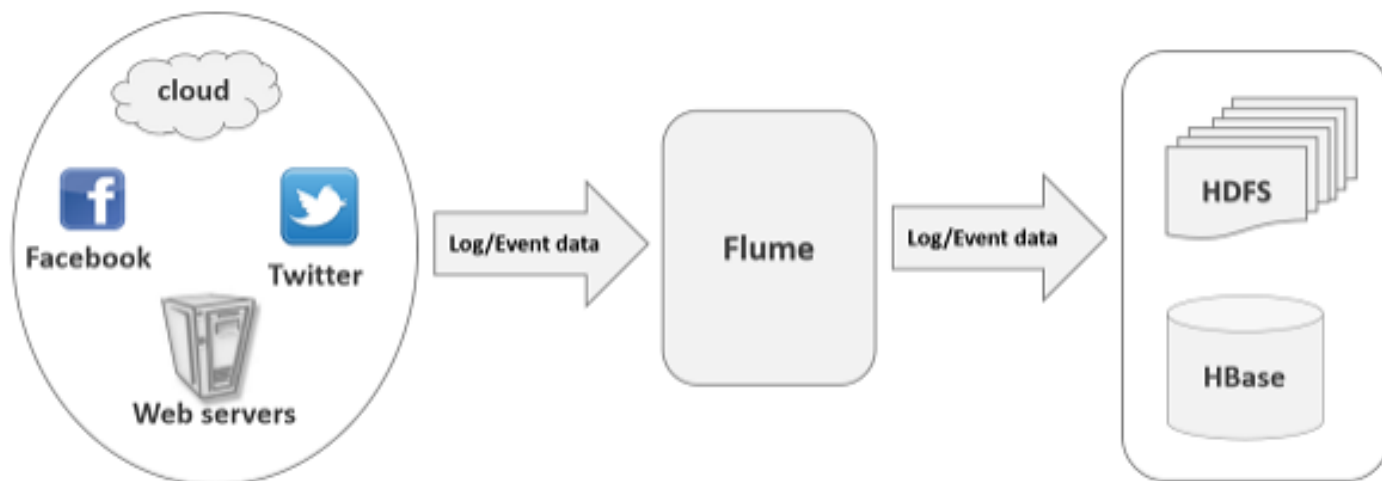 cloud
Facebook
Twitter
Web servers
Log/Event data
Flume
Log/Event data
HDFS
HBase